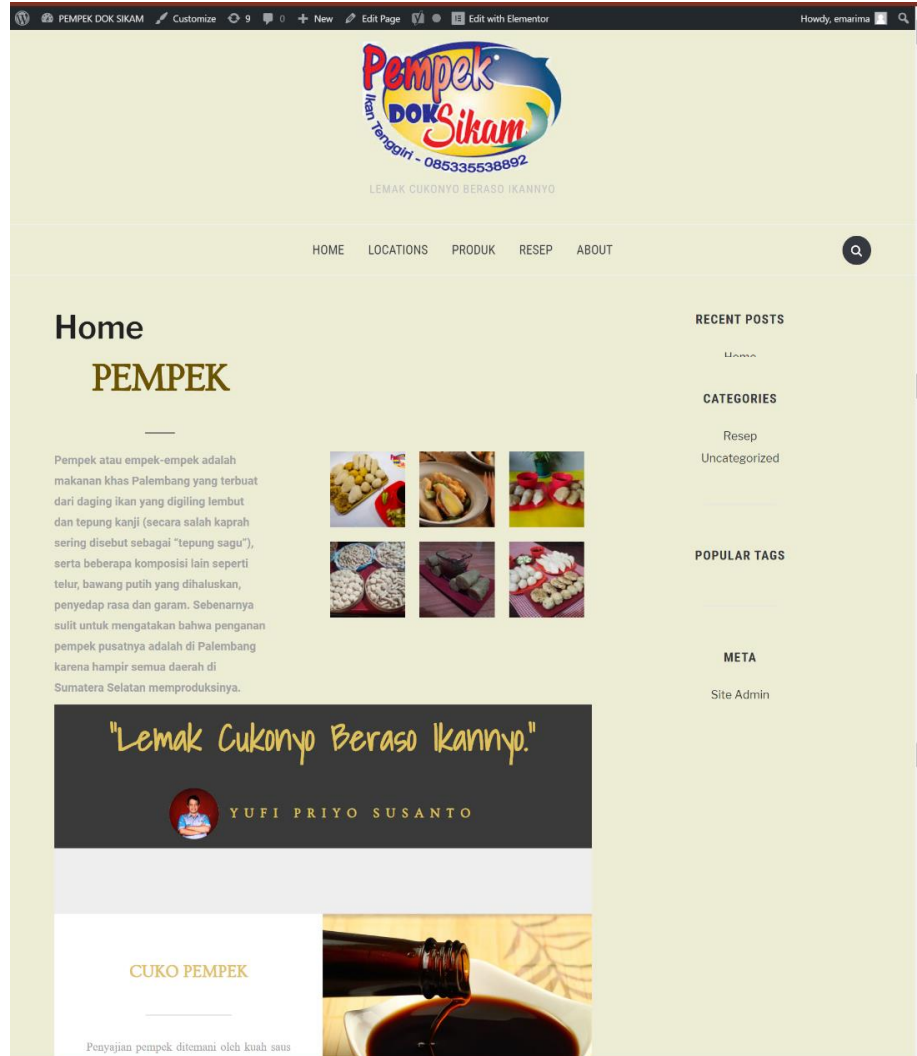 PEMPEK DOK SIKAM Customize 9 0 + New Edit Page Edit with Elementor Howdy, emarima
Pempek
DOK Sikam
Ikan Tenggiri - 085335538892
LEMAK CUKONYO BERASO IKANNYO
HOME LOCATIONS PRODUK RESEP ABOUT
Home
PEMPEK
Pempek atau empek-empek adalah
makanan khas Palembang yang terbuat
dari daging ikan yang digiling lembut
dan tepung kanji (secara salah kaprah
sering disebut sebagai "tepung sagu"),
serta beberapa komposisi lain seperti
telur, bawang putih yang dihaluskan,
penyedap rasa dan garam. Sebenarnya
sulit untuk mengatakan bahwa penganan
pempek pusatnya adalah di Palembang
karena hampir semua daerah di
Sumatera Selatan memproduksinya.
"Lemak Cukonyo Beraso Ikannyo."
YUFI PRIYO SUSANTO
CUKO PEMPEK
Penyajian pempek ditemani oleh kuah saus
RECENT POSTS
Home
CATEGORIES
Resep
Uncategorized
POPULAR TAGS
META
Site Admin